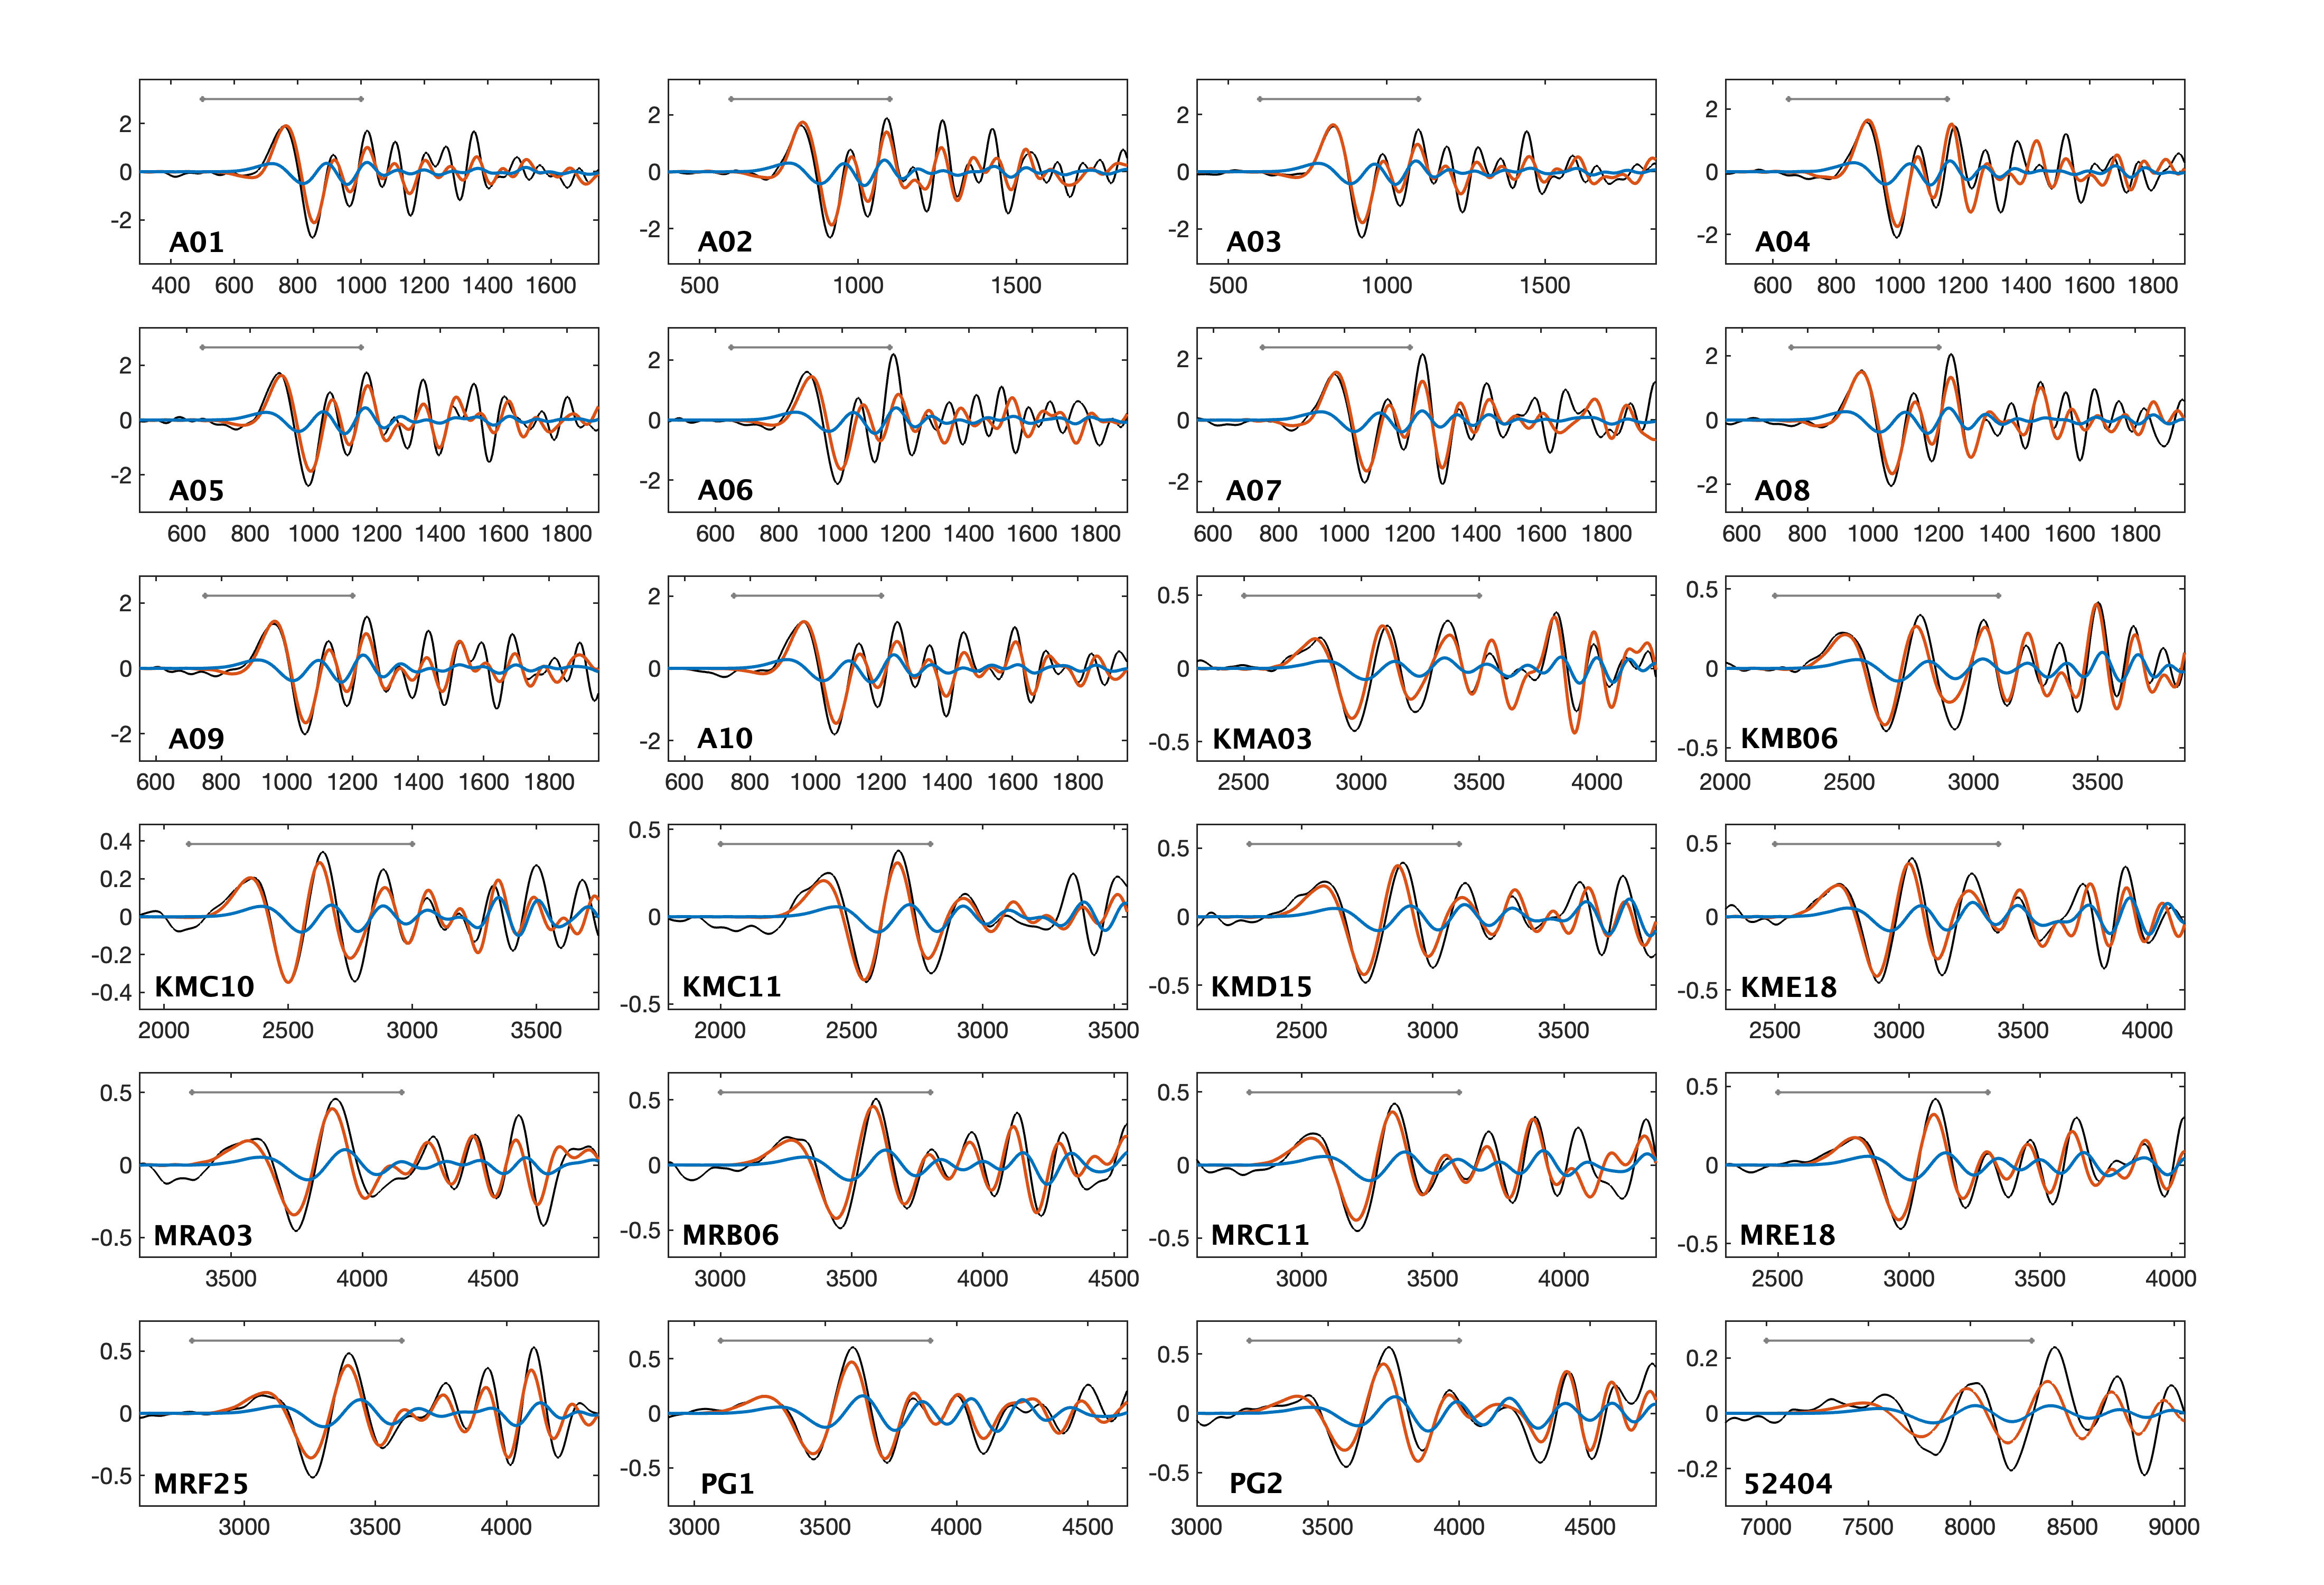 2 0 -2 A01 400 600 800 1000 1200 1400 1600
2 0 -2 A02 500 1000 1500
2 0 -2 A03 500 1000 1500
2 0 -2 A04 600 800 1000 1200 1400 1600 1800
2 0 -2 A05 600 800 1000 1200 1400 1600 1800
2 0 -2 A06 600 800 1000 1200 1400 1600 1800
2 0 -2 A07 600 800 1000 1200 1400 1600 1800
2 0 -2 A08 600 800 1000 1200 1400 1600 1800
2 0 -2 A09 600 800 1000 1200 1400 1600 1800
2 0 -2 A10 600 800 1000 1200 1400 1600 1800
0.5 0 -0.5 KMA03 2500 3000 3500 4000
0.5 0 -0.5 KMB06 2000 2500 3000 3500
0.4 0.2 0 -0.2 -0.4 KMC10 2000 2500 3000 3500
0.5 0 -0.5 KMC11 2000 2500 3000 3500
0.5 0 -0.5 KMD15 2500 3000 3500
0.5 0 -0.5 KME18 2500 3000 3500 4000
0.5 0 -0.5 MRA03 3500 4000 4500
0.5 0 -0.5 MRB06 3000 3500 4000 4500
0.5 0 -0.5 MRC11 3000 3500 4000
0.5 0 -0.5 MRE18 2500 3000 3500 4000
0.5 0 -0.5 MRF25 3000 3500 4000
0.5 0 -0.5 PG1 3000 3500 4000 4500
0.5 0 -0.5 PG2 3000 3500 4000 4500
0.2 0 -0.2 52404 7000 7500 8000 8500 9000